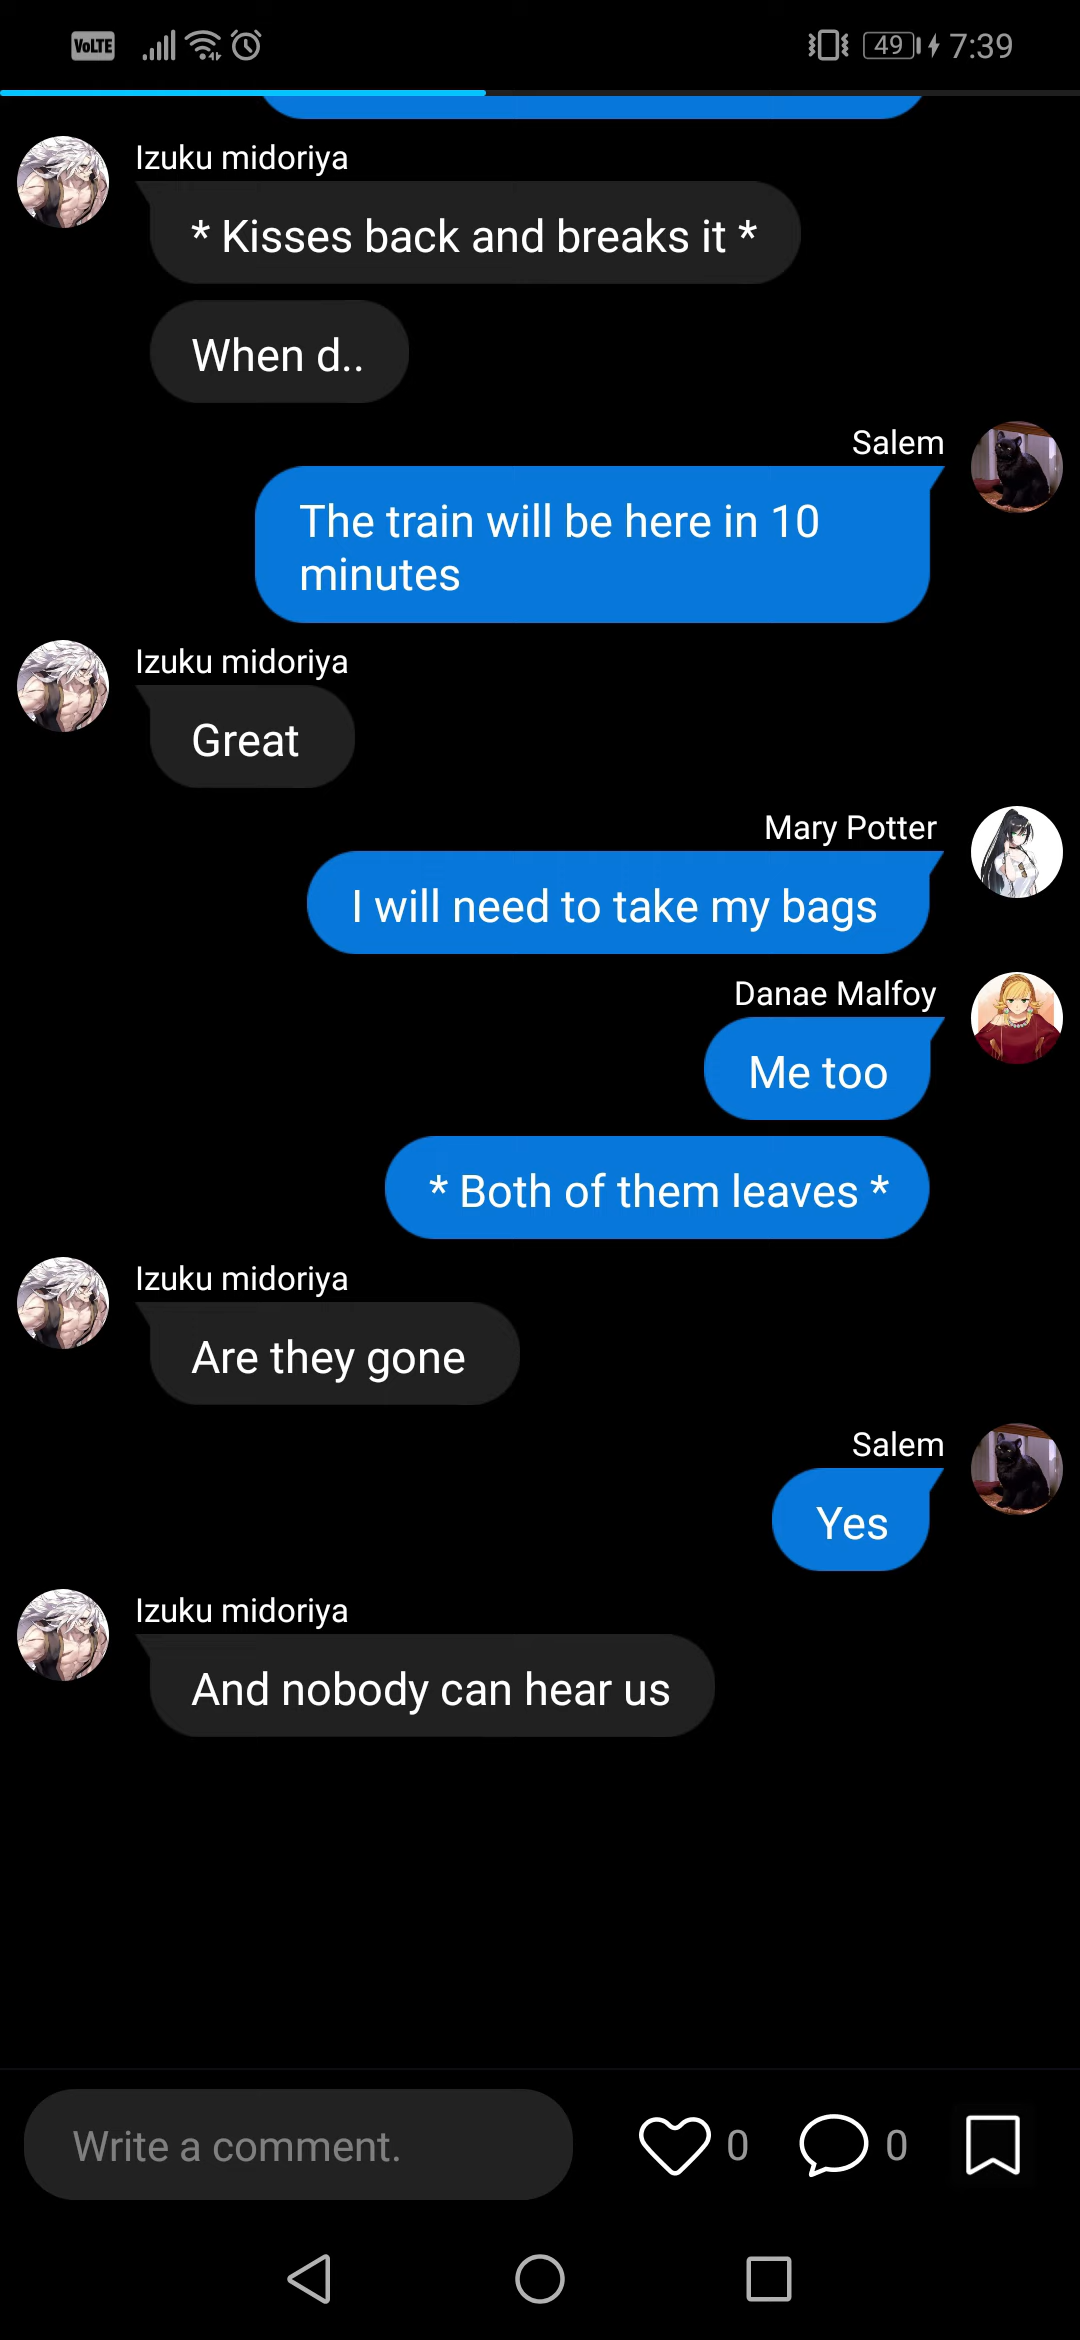 VoLTE 49 7:39
Izuku midoriya
* Kisses back and breaks it *
When d..
Salem
The train will be here in 10
minutes
Izuku midoriya
Great
Mary Potter
I will need to take my bags
Danae Malfoy
Me too
* Both of them leaves *
Izuku midoriya
Are they gone
Salem
Yes
Izuku midoriya
And nobody can hear us
Write a comment. 0 0